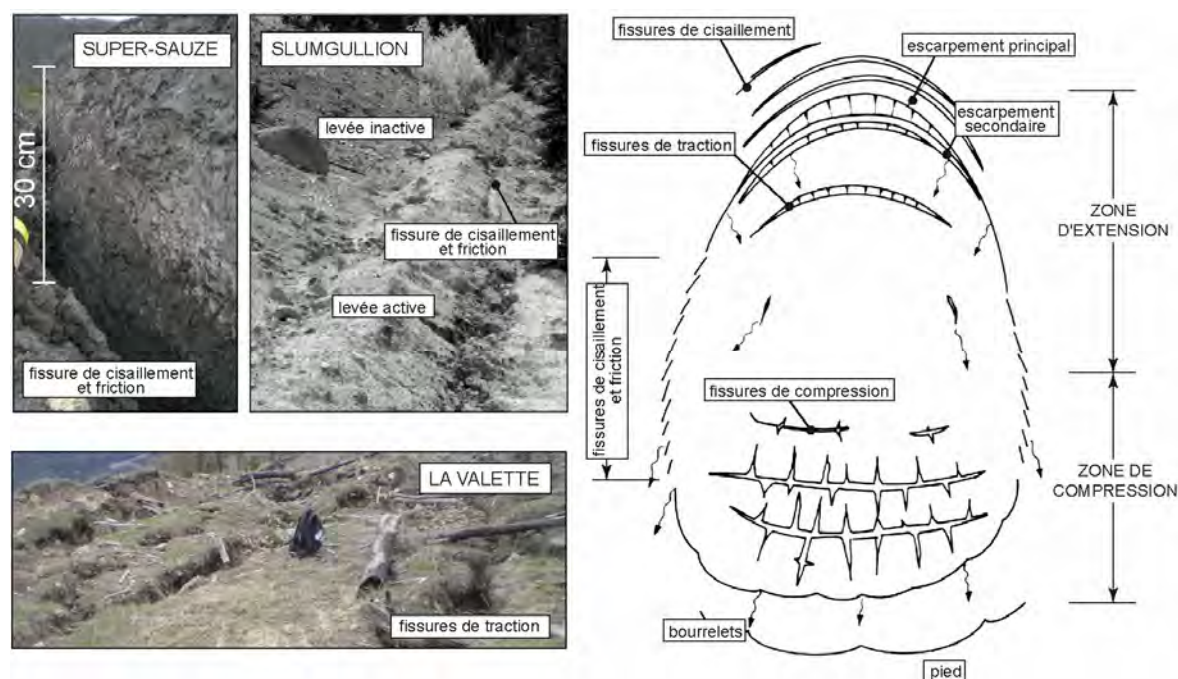 SUPER-SAUZE
30 cm
fissure de cisaillement
et friction
SLUMGULLION
levée inactive
fissure de cisaillement
et friction
levée active
LA VALETTE
fissures de traction
fissures de cisaillement
escarpement principal
escarpement
secondaire
fissures de traction
ZONE
D'EXTENSION
fissures de cisaillement
et friction
fissures de compression
ZONE DE
COMPRESSION
bourrelets
pied